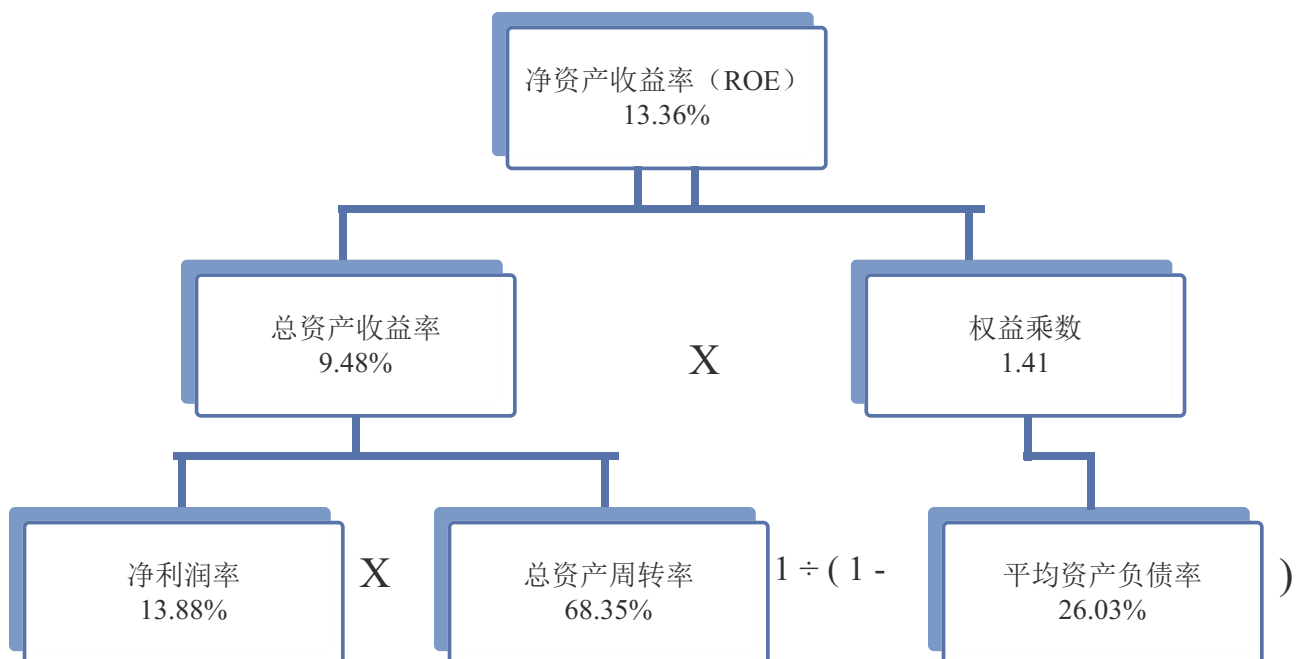 净资产收益率（ROE）
13.36%
总资产收益率
9.48%
X
权益乘数
1.41
净利润率
13.88%
X
总资产周转率
68.35%
1 ÷ ( 1 -
平均资产负债率
26.03%
)